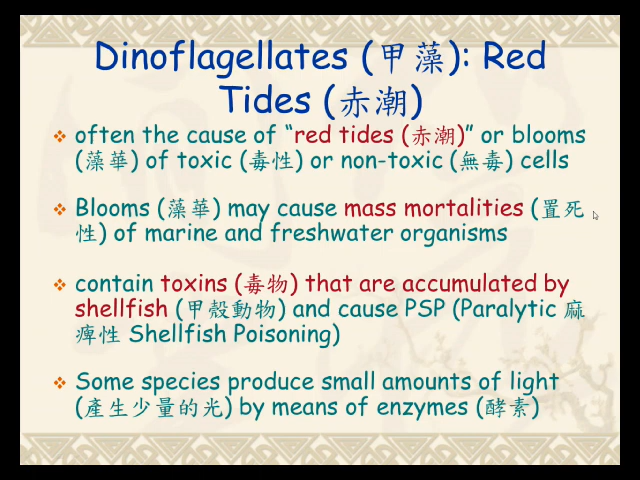 Dinoflagellates (甲藻): Red
Tides (赤潮)
often the cause of “red tides (赤潮)” or blooms
(藻華) of toxic (毒性) or non-toxic (無毒) cells
Blooms (藻華) may cause mass mortalities (置死
性) of marine and freshwater organisms
contain toxins (毒物) that are accumulated by
shellfish (甲殼動物) and cause PSP (Paralytic 麻
痺性 Shellfish Poisoning)
Some species produce small amounts of light
(產生少量的光) by means of enzymes (酵素)